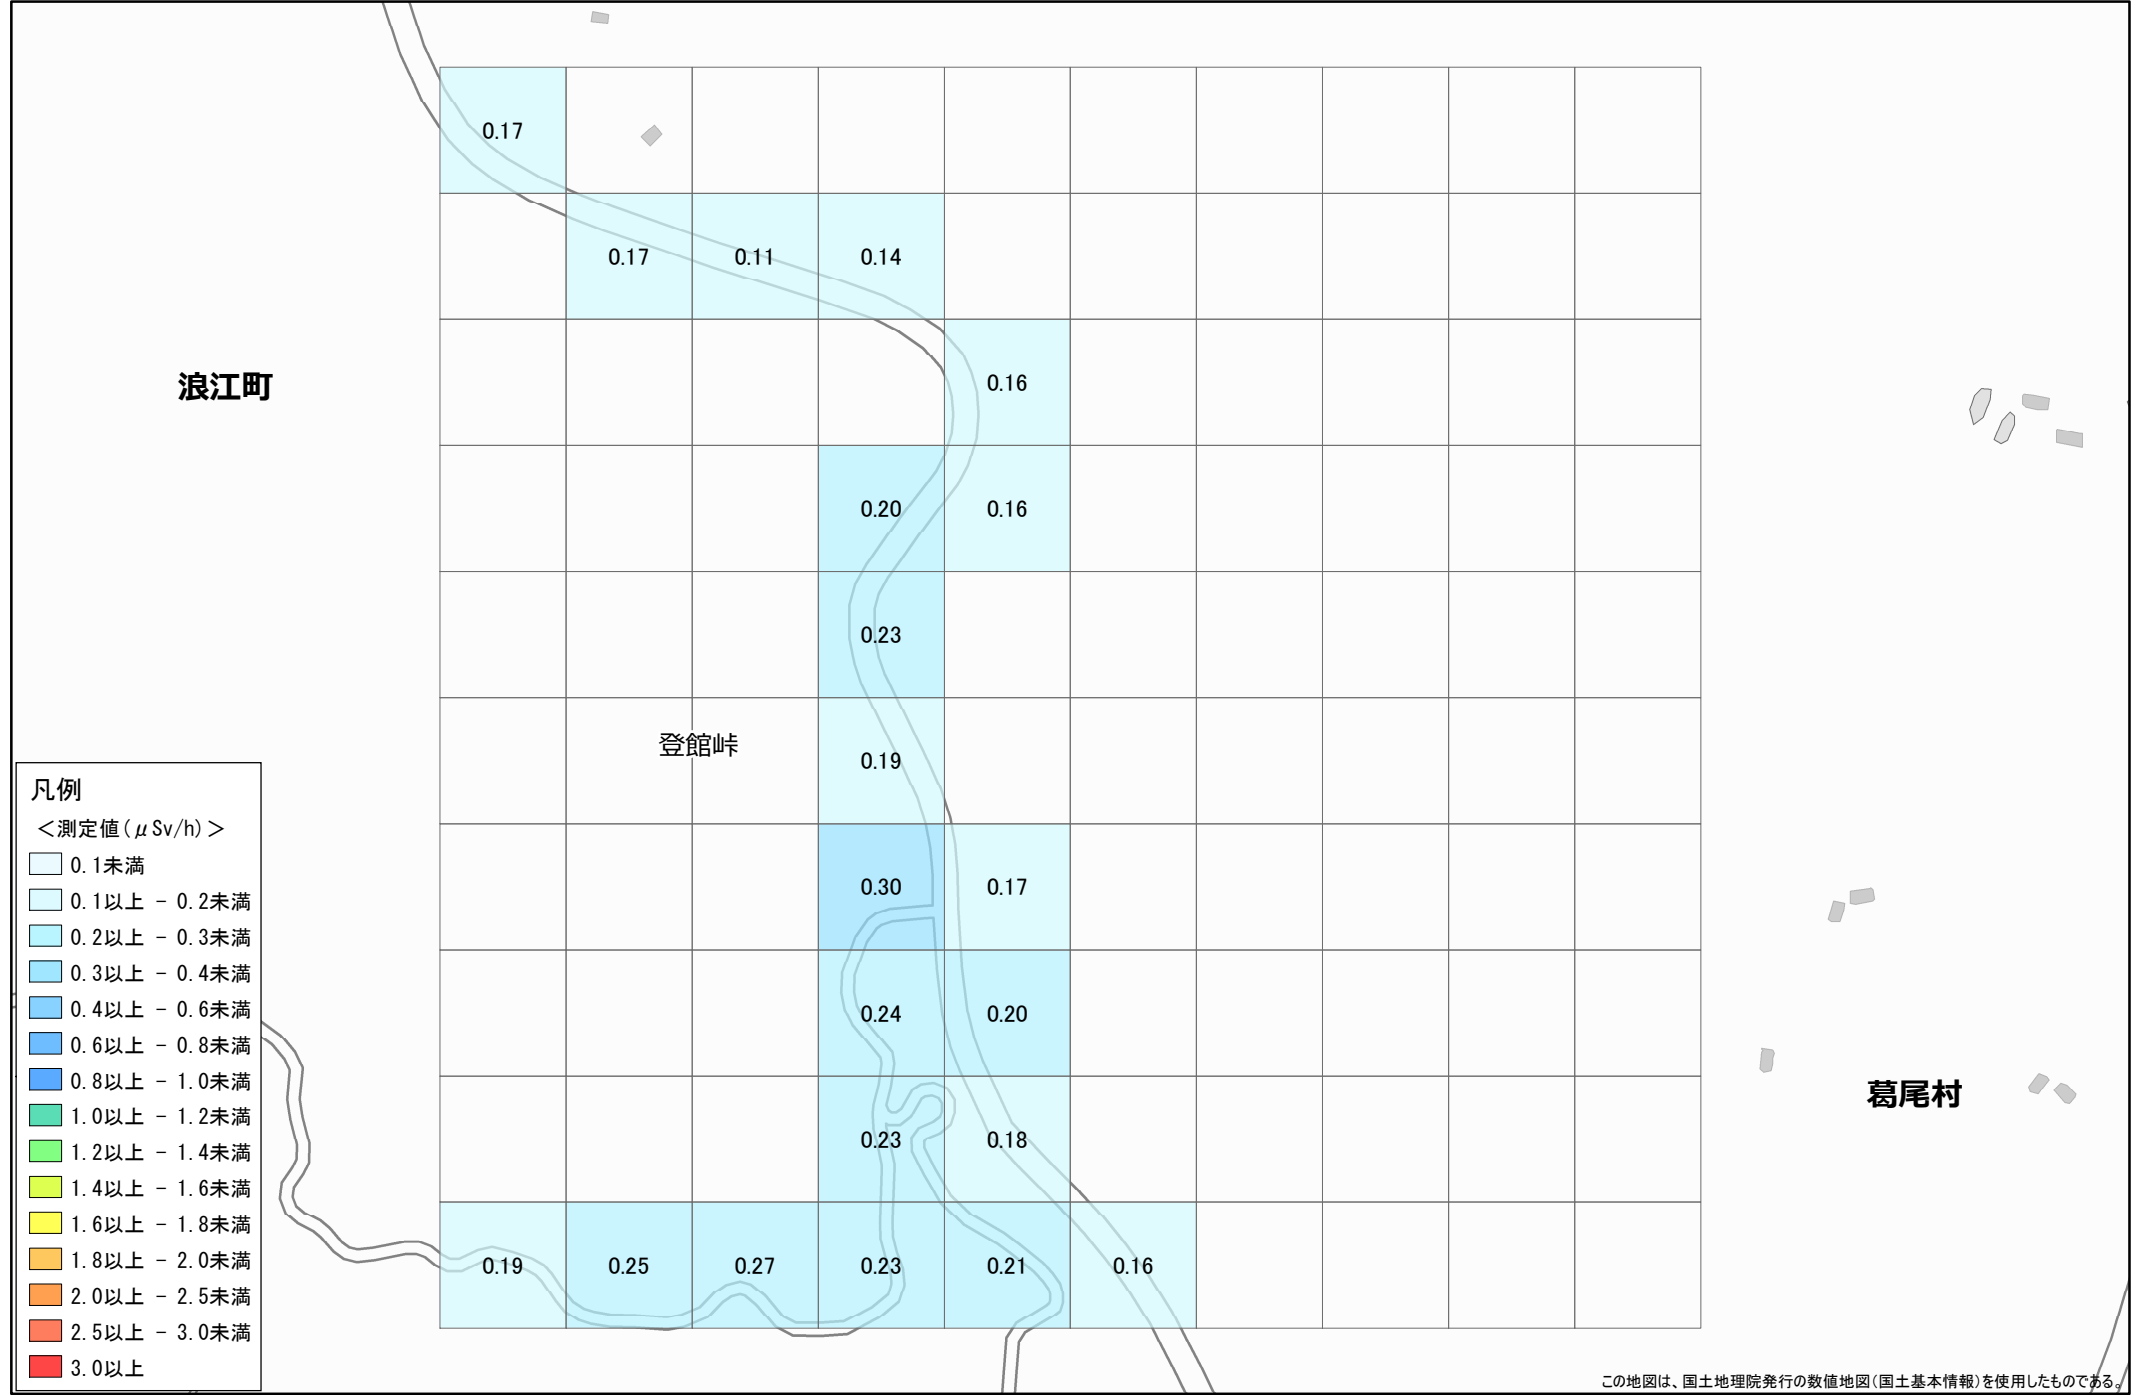 0.17
0.17 0.11 0.14
浪江町
0.16
0.20 0.16
0.23
登館峠
0.19
0.30 0.17
0.24 0.20
葛尾村
0.23 0.18
0.19 0.25 0.27 0.23 0.21 0.16
凡例
＜測定値(μSv/h)＞
0.1未満
0.1以上 － 0.2未満
0.2以上 － 0.3未満
0.3以上 － 0.4未満
0.4以上 － 0.6未満
0.6以上 － 0.8未満
0.8以上 － 1.0未満
1.0以上 － 1.2未満
1.2以上 － 1.4未満
1.4以上 － 1.6未満
1.6以上 － 1.8未満
1.8以上 － 2.0未満
2.0以上 － 2.5未満
2.5以上 － 3.0未満
3.0以上
この地図は、国土地理院発行の数値地図(国土基本情報)を使用したものである。